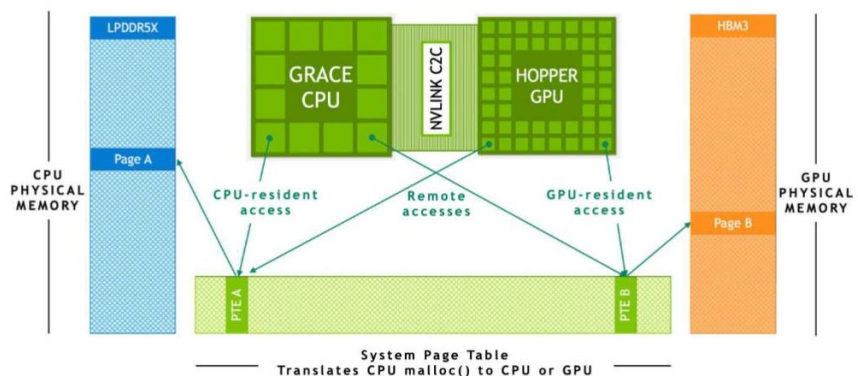 LPDDR5X
GRACE
CPU
NVLINK C2C
HOPPER
GPU
HBM3
Page A
CPU
PHYSICAL
MEMORY
CPU-resident
access
Remote
accesses
GPU-resident
access
GPU
PHYSICAL
MEMORY
Page B
PTE A
PTE B
System Page Table
Translates CPU malloc() to CPU or GPU